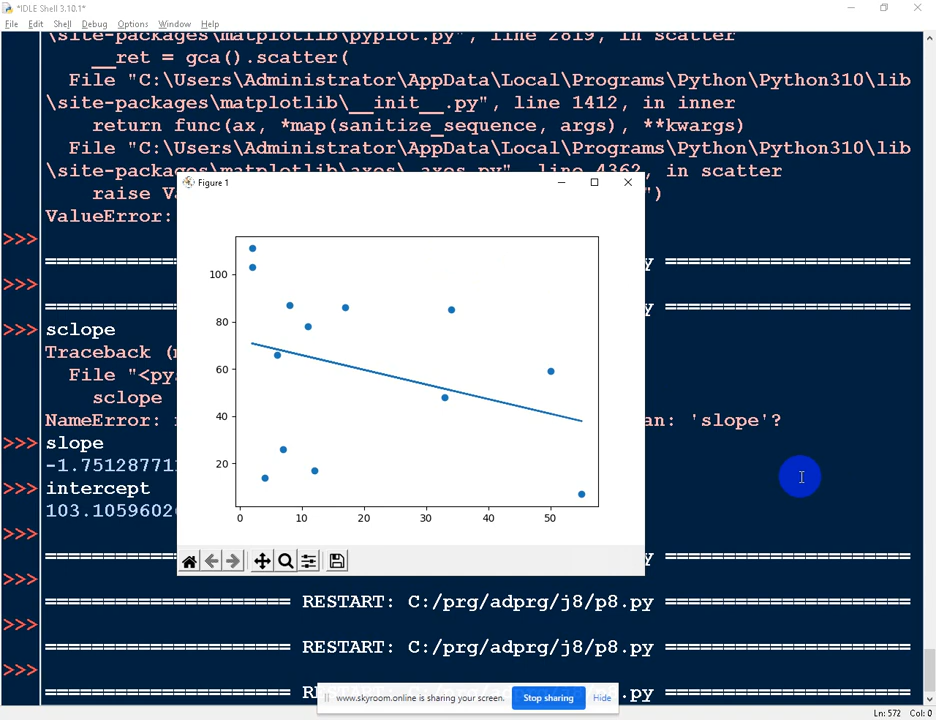 *IDLE Shell 3.10.1*
File Edit Shell Debug Options Window Help
\site-packages\matplotlib\pyplot.py", line 2819, in scatter
__ret = gca().scatter(
File "C:\Users\Administrator\AppData\Local\Programs\Python\Python310\lib
\site-packages\matplotlib\__init__.py", line 1412, in inner
return func(ax, *map(sanitize_sequence, args), **kwargs)
File "C:\Users\Administrator\AppData\Local\Programs\Python\Python310\lib
\site-packages\matplotlib\axes\_axes.py", line 4362, in scatter
raise V ")
ValueError:
>>>
===================== y =====================
>>>
===================== y =====================
>>> sclope
Traceback (
File "<py
sclope
NameError: an: 'slope'?
>>> slope
-1.7512877
>>> intercept
103.1059602
>>>
===================== y =====================
>>>
===================== RESTART: C:/prg/adprg/j8/p8.py =====================
>>>
===================== RESTART: C:/prg/adprg/j8/p8.py =====================
>>>
===================== .py =====================
Figure 1
100
80
60
40
20
0 10 20 30 40 50
www.skyroom.online is sharing your screen. Stop sharing Hide
Ln: 572 Col: 0